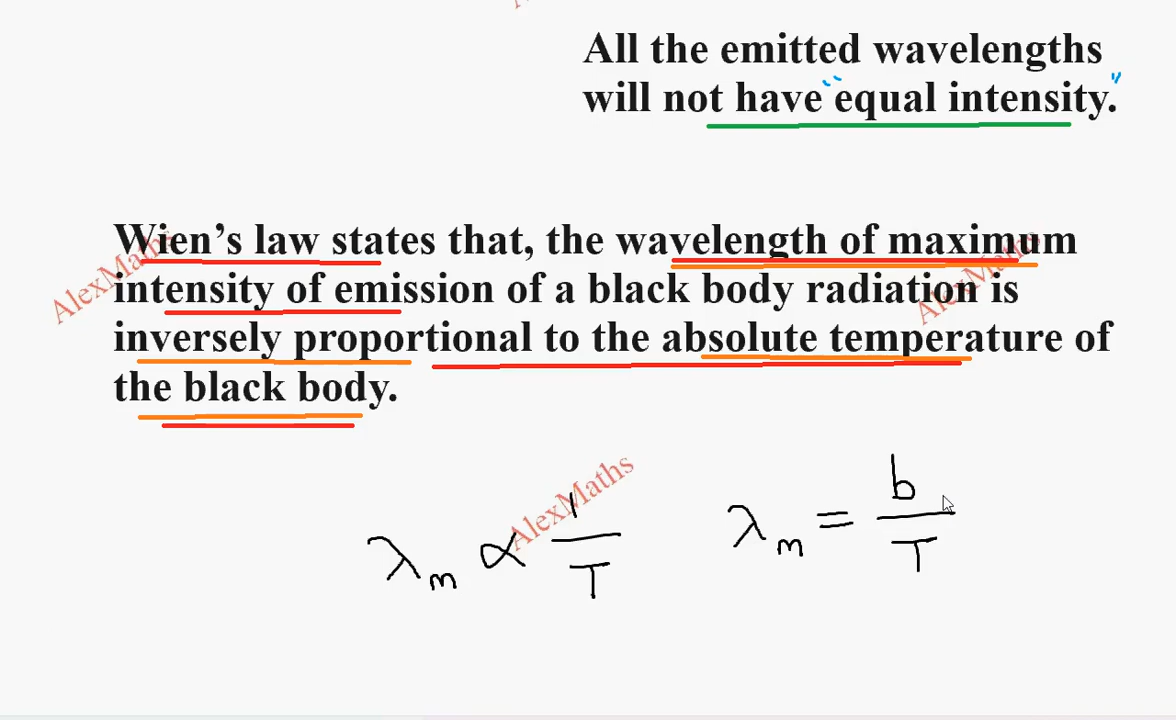 All the emitted wavelengths
will not have “equal intensity.”
Wien’s law states that, the wavelength of maximum
intensity of emission of a black body radiation is
inversely proportional to the absolute temperature of
the black body.
λm ∝ 1/T
λm = b/T
AlexMaths
AlexMaths
AlexMaths